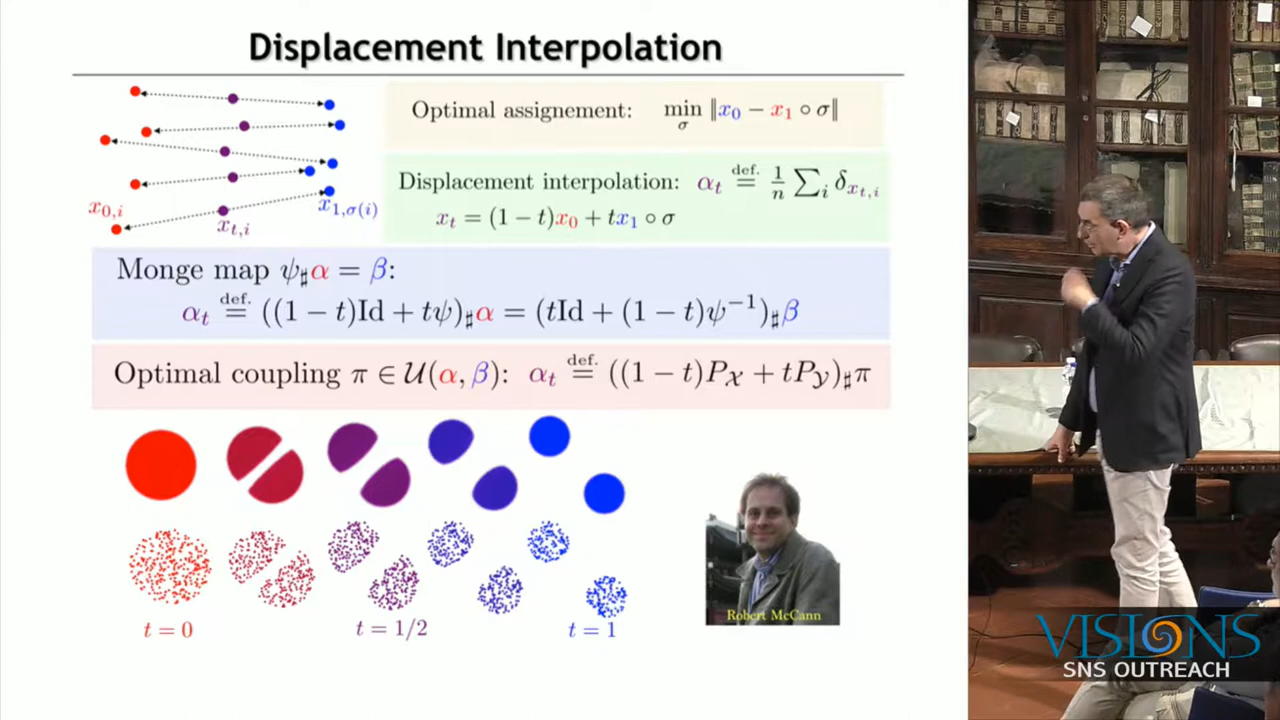 Displacement Interpolation
Optimal assignement: min_σ ‖x_0 − x_1 ∘ σ‖
Displacement interpolation: α_t =^{def.} 1/n ∑_i δ_{x_{t,i}}
x_t = (1 − t)x_0 + tx_1 ∘ σ
x_{0,i}
x_{t,i}
x_{1,σ(i)}
Monge map ψ_♯α = β:
α_t =^{def.} ((1 − t)Id + tψ)_♯α = (tId + (1 − t)ψ^{−1})_♯β
Optimal coupling π ∈ 𝒰(α, β): α_t =^{def.} ((1 − t)P_𝒳 + tP_𝒴)_♯π
t = 0
t = 1/2
t = 1
Robert McCann
VISIONS
SNS OUTREACH